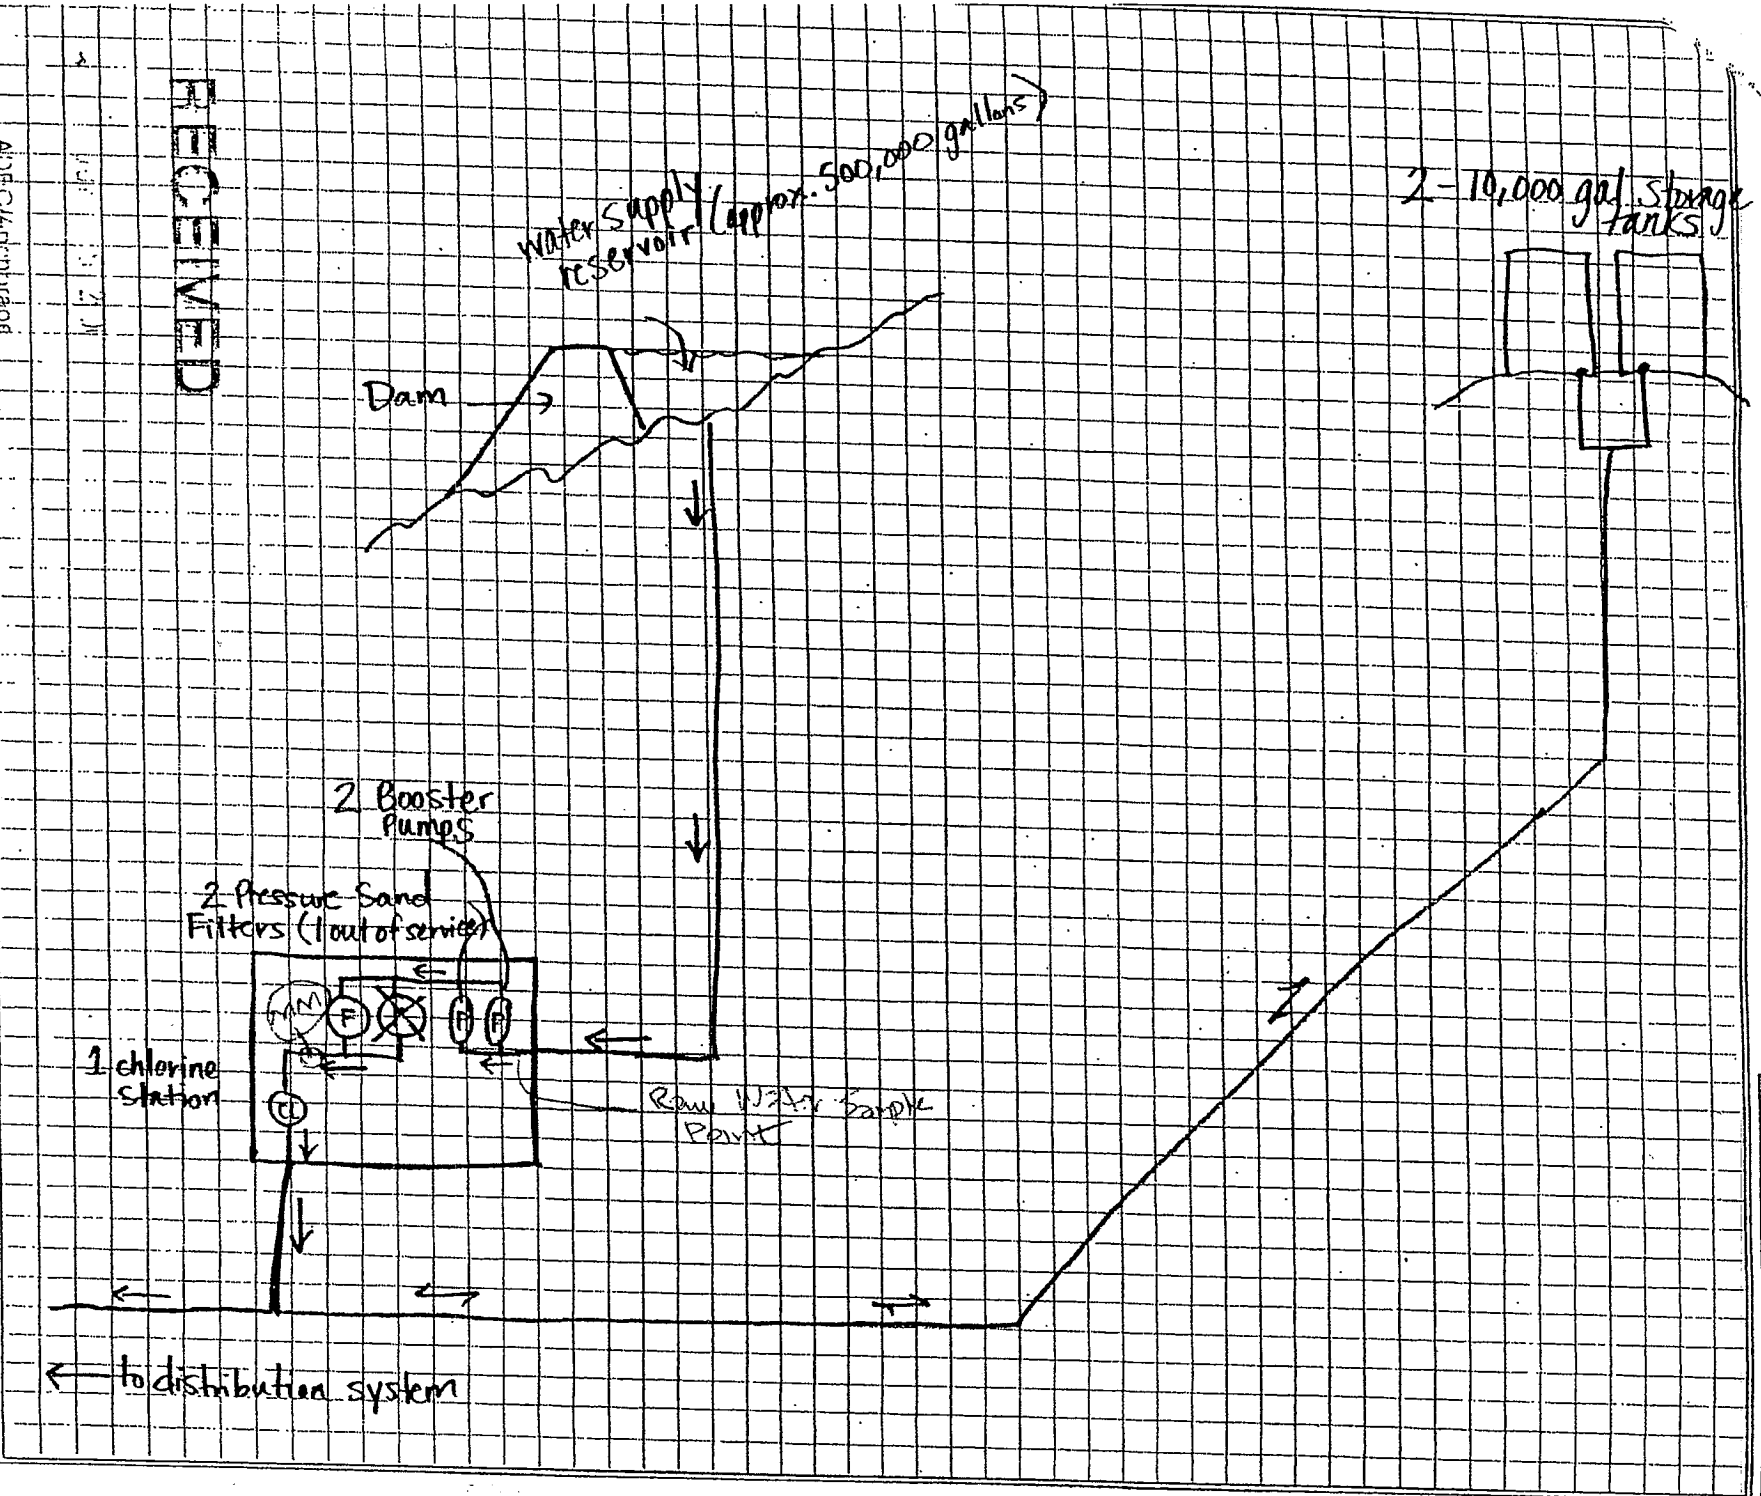 RECEIVED
water supply
reservoir (approx. 500,000 gallons)
2 - 10,000 gal. storage
tanks
Dam
2 Booster
Pumps
2 Pressure Sand
Filters (1 out of service)
F
P
P
1 chlorine
station
CL
Raw Water Sample
Point
to distribution system